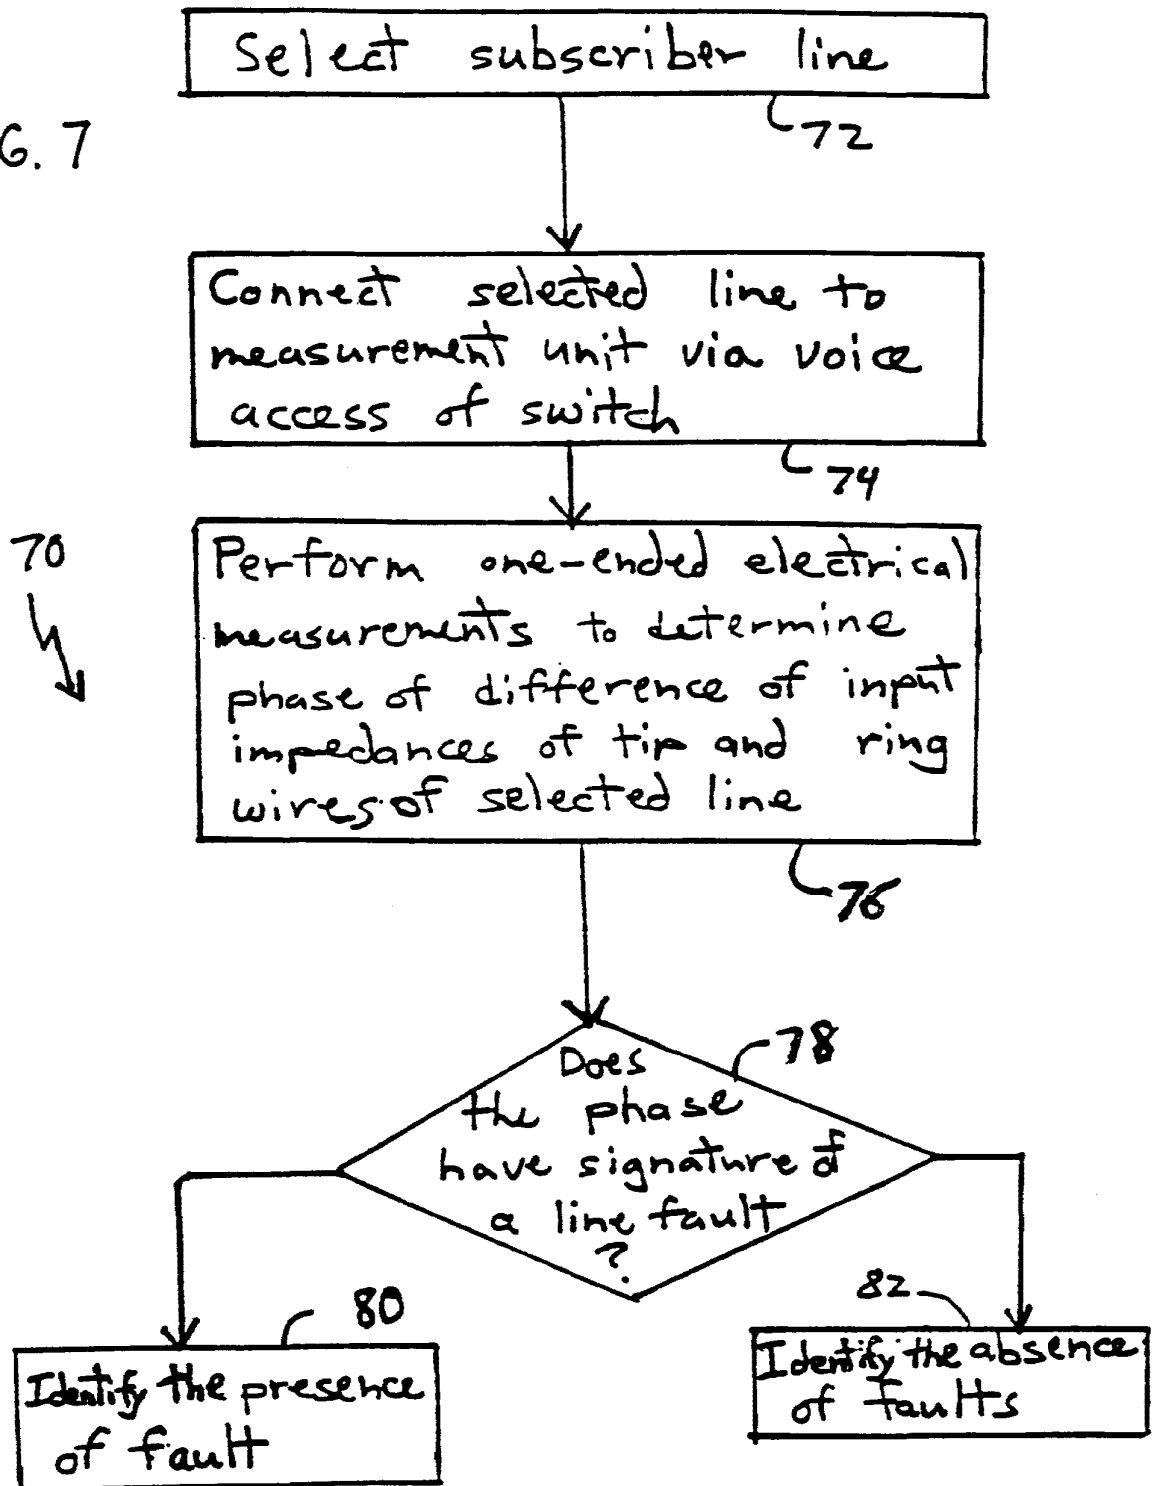 Select subscriber line
72
G. 7
Connect selected line to
measurement unit via voice
access of switch
74
70
Perform one-ended electrical
measurements to determine
phase of difference of input
impedances of tip and ring
wires of selected line
76
78
Does
the phase
have signature of
a line fault
?
80
82
Identify the presence
of fault
Identify the absence
of faults